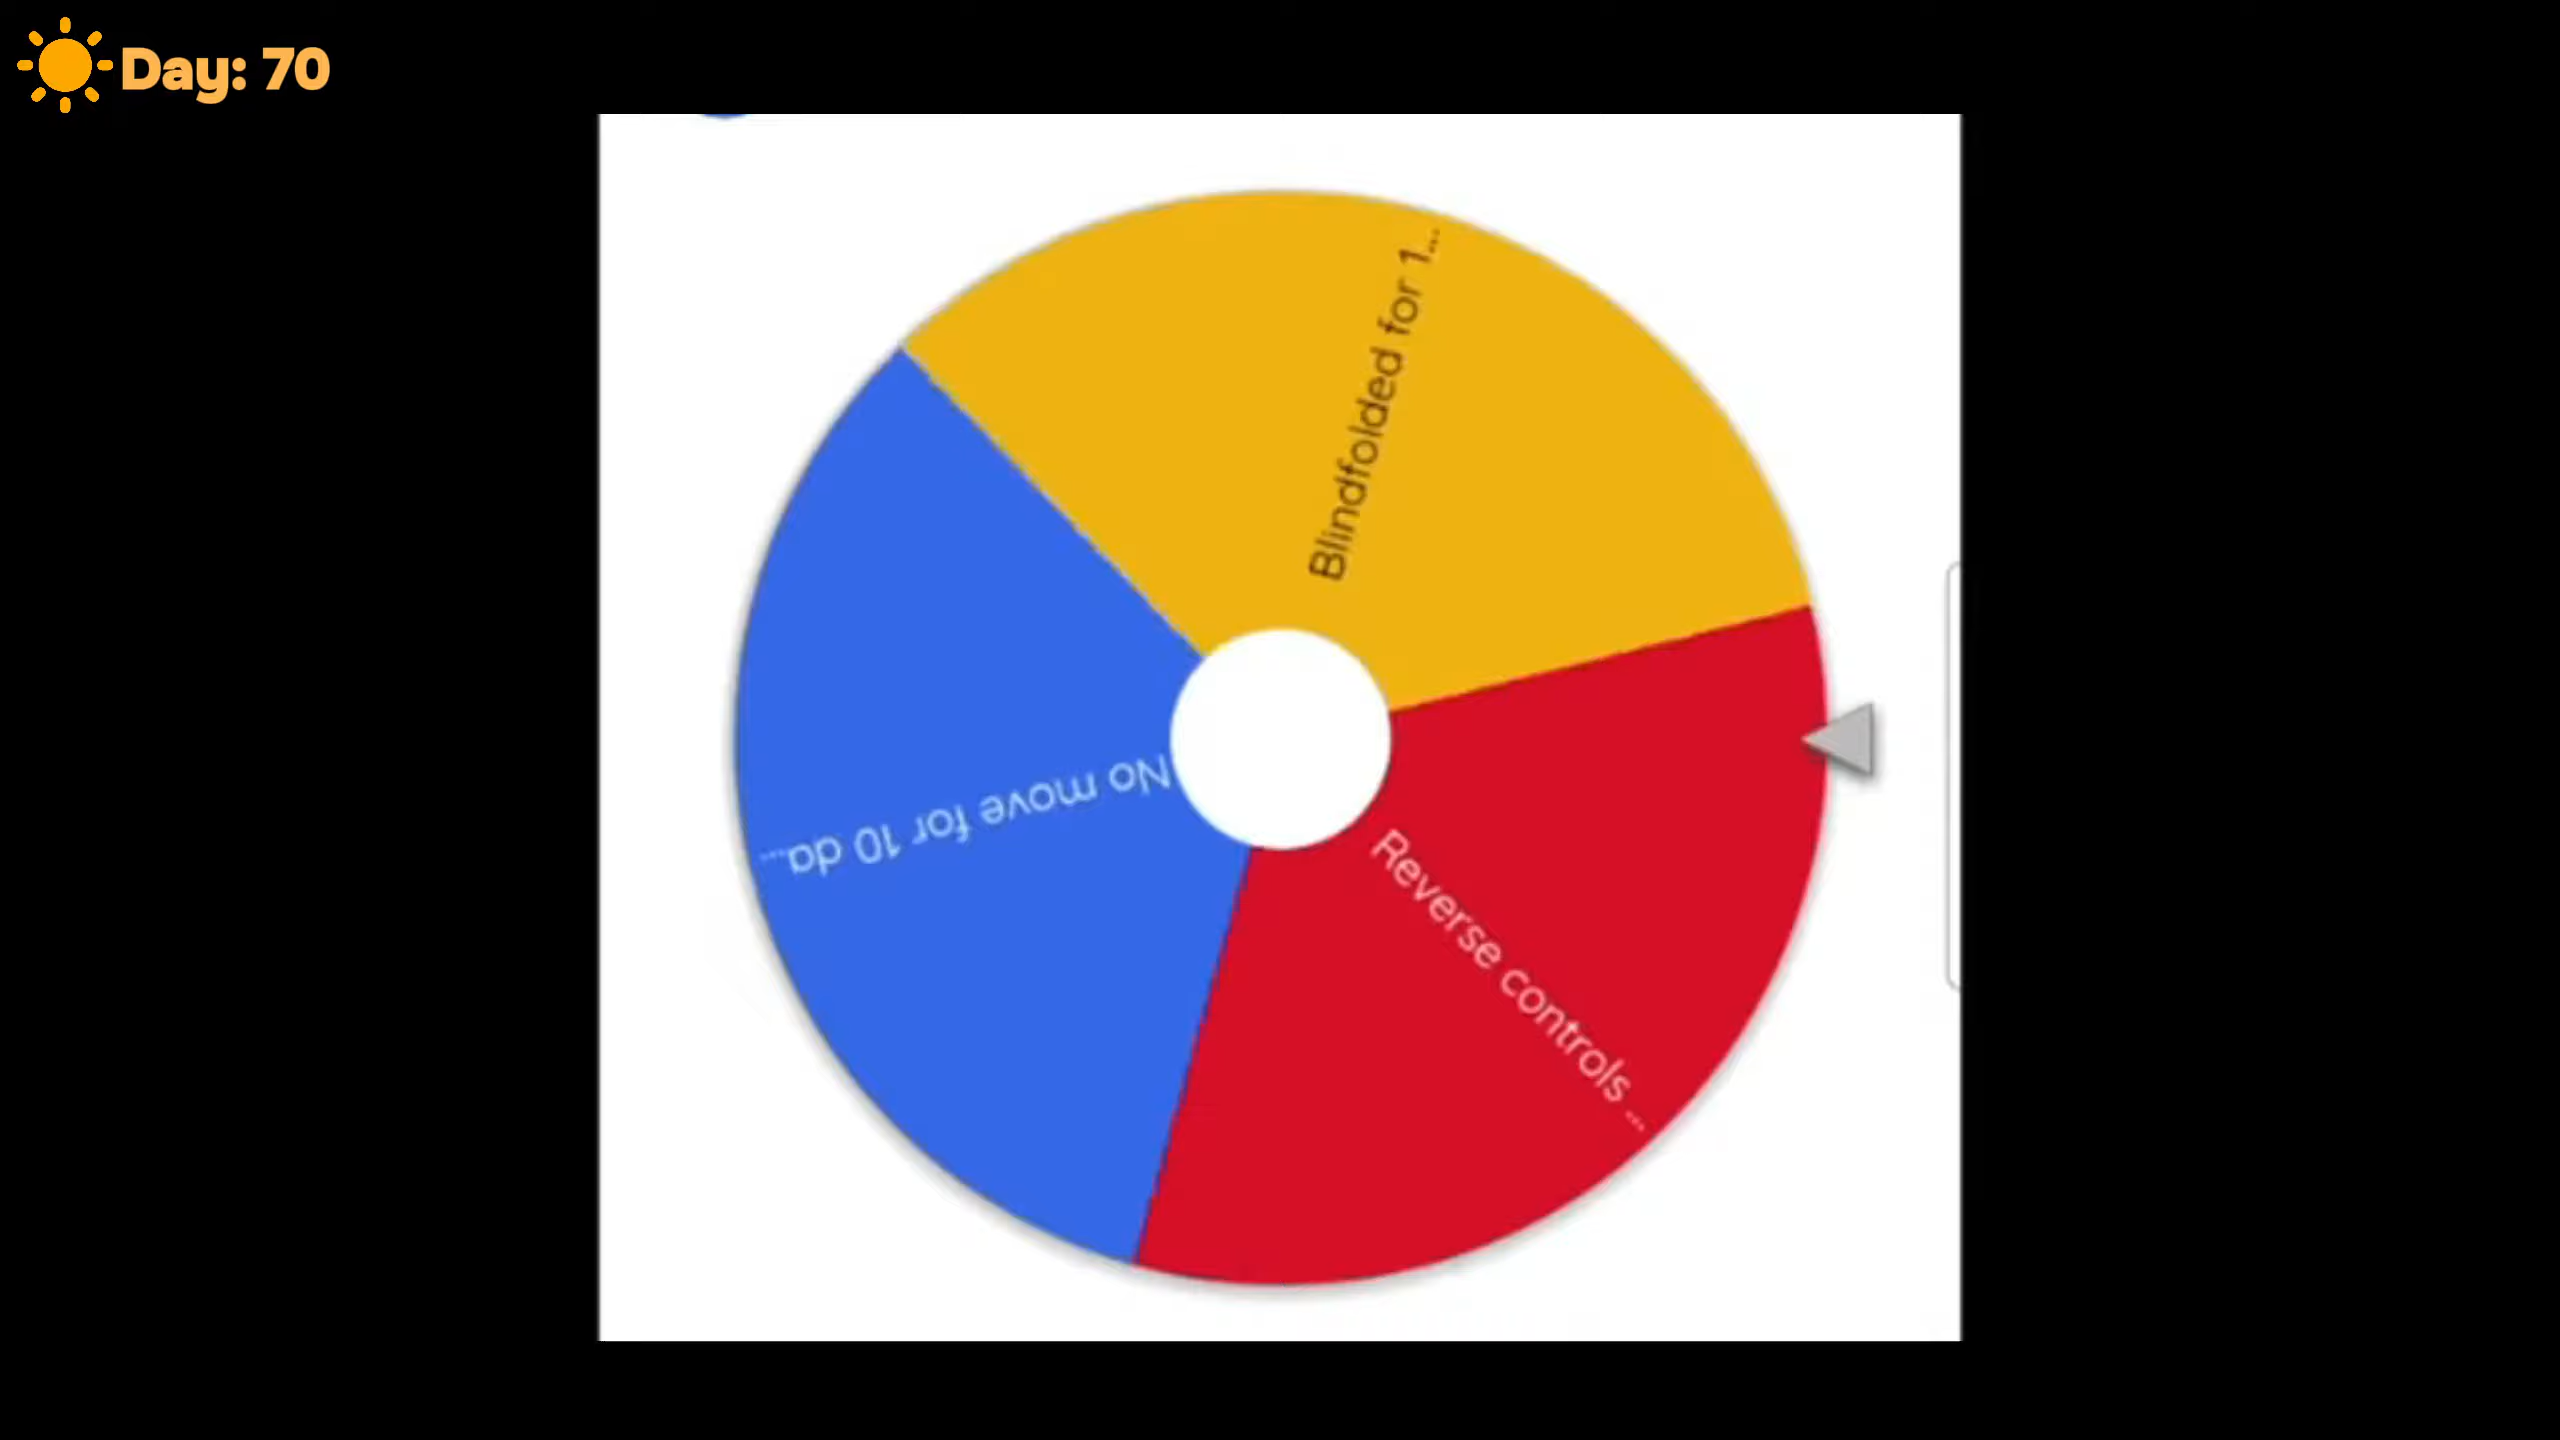 Day: 70
Blindfolded for 1...
No move for 10 da...
Reverse controls ...